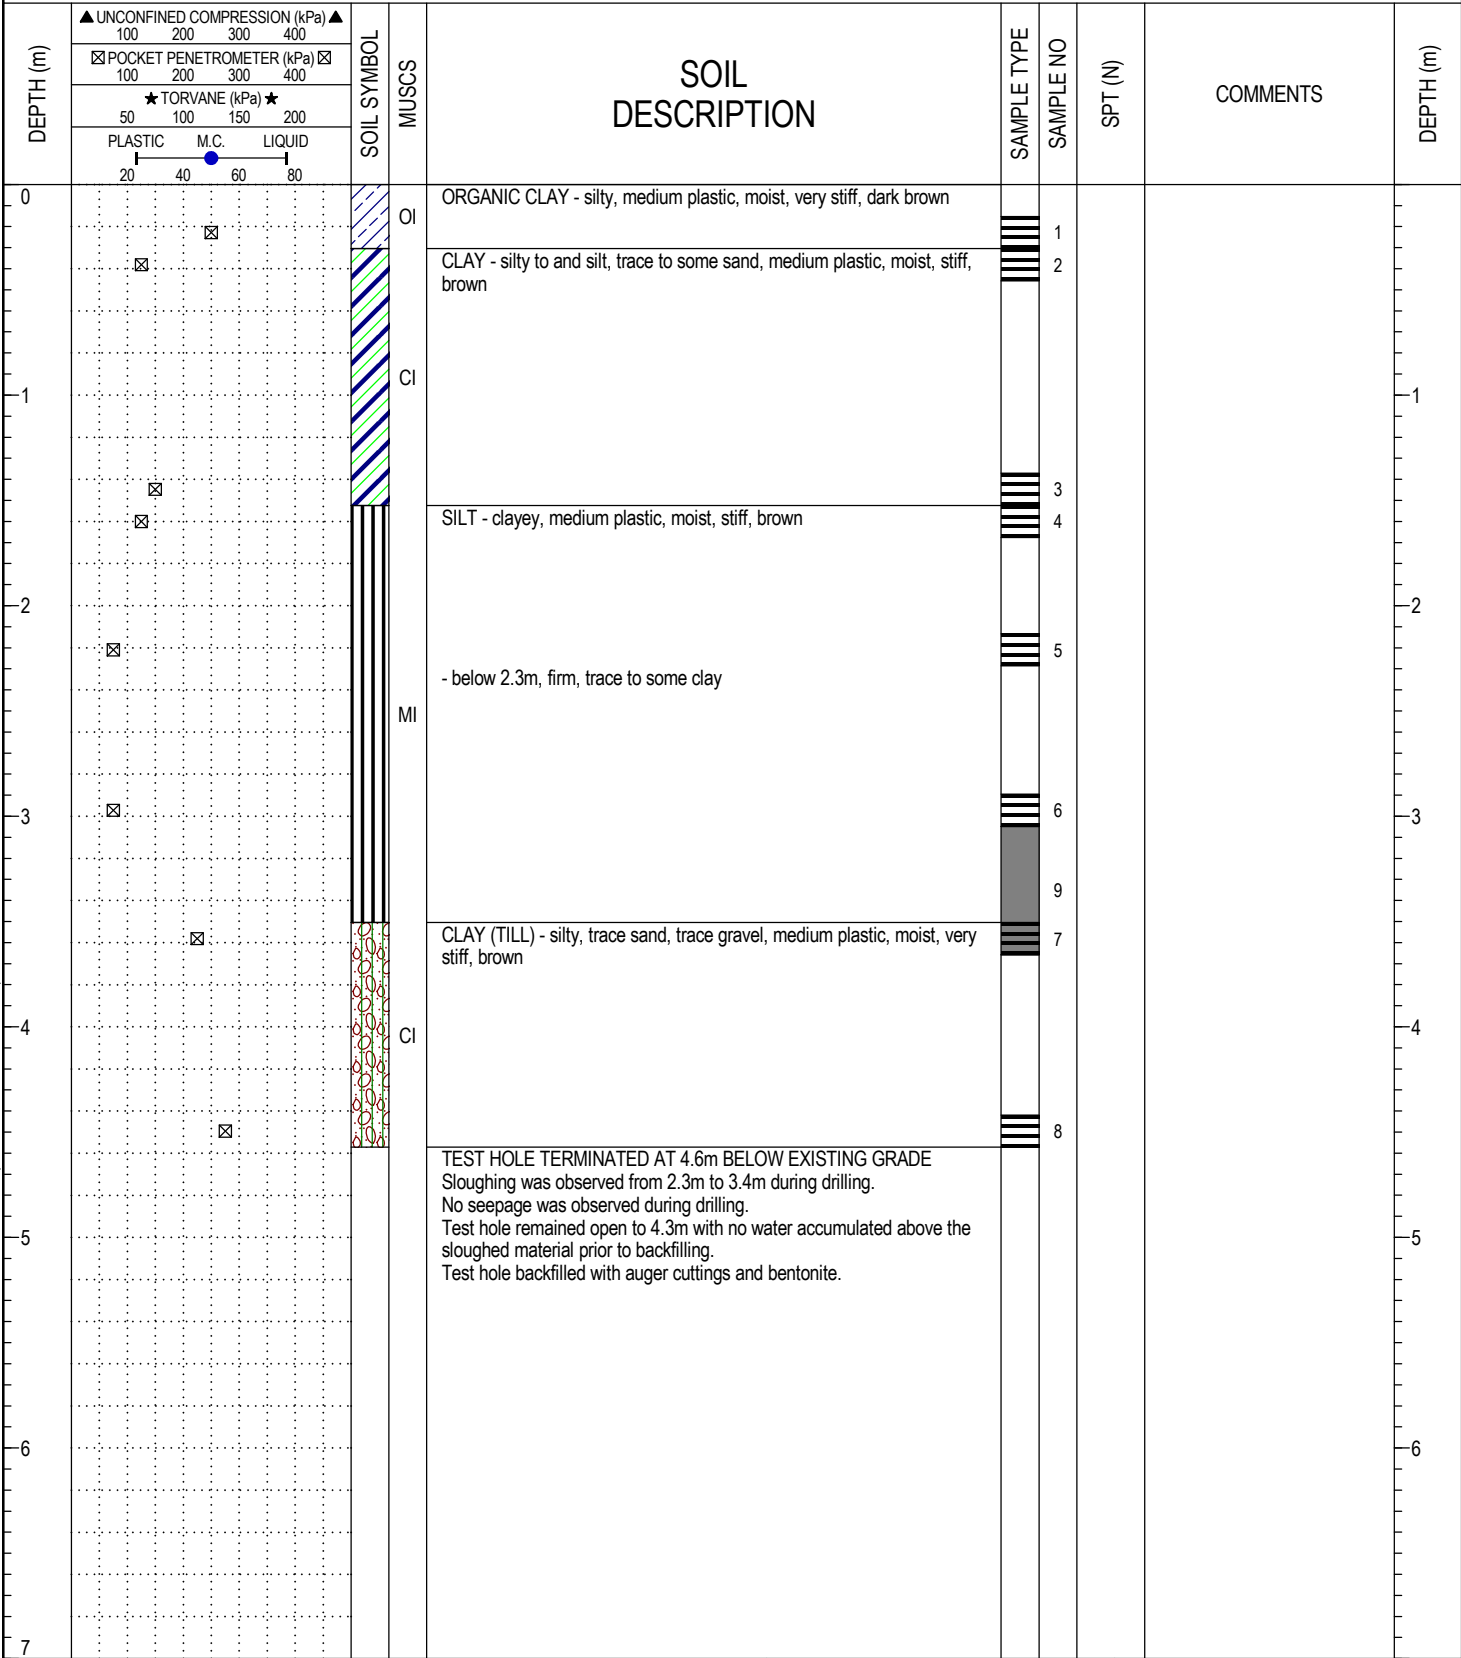 DEPTH (m)
▲ UNCONFINED COMPRESSION (kPa) ▲
100 200 300 400
☒ POCKET PENETROMETER (kPa) ☒
100 200 300 400
★ TORVANE (kPa) ★
50 100 150 200
PLASTIC M.C. LIQUID
20 40 60 80
SOIL SYMBOL
MUSCS
SOIL
DESCRIPTION
SAMPLE TYPE
SAMPLE NO
SPT (N)
COMMENTS
DEPTH (m)
0
OI
ORGANIC CLAY - silty, medium plastic, moist, very stiff, dark brown
1
CLAY - silty to and silt, trace to some sand, medium plastic, moist, stiff,
brown
2
CI
1
1
3
SILT - clayey, medium plastic, moist, stiff, brown
4
2
2
5
- below 2.3m, firm, trace to some clay
MI
6
3
3
9
CLAY (TILL) - silty, trace sand, trace gravel, medium plastic, moist, very
stiff, brown
7
4
CI
4
8
TEST HOLE TERMINATED AT 4.6m BELOW EXISTING GRADE
Sloughing was observed from 2.3m to 3.4m during drilling.
No seepage was observed during drilling.
Test hole remained open to 4.3m with no water accumulated above the
sloughed material prior to backfilling.
Test hole backfilled with auger cuttings and bentonite.
5
5
6
6
7